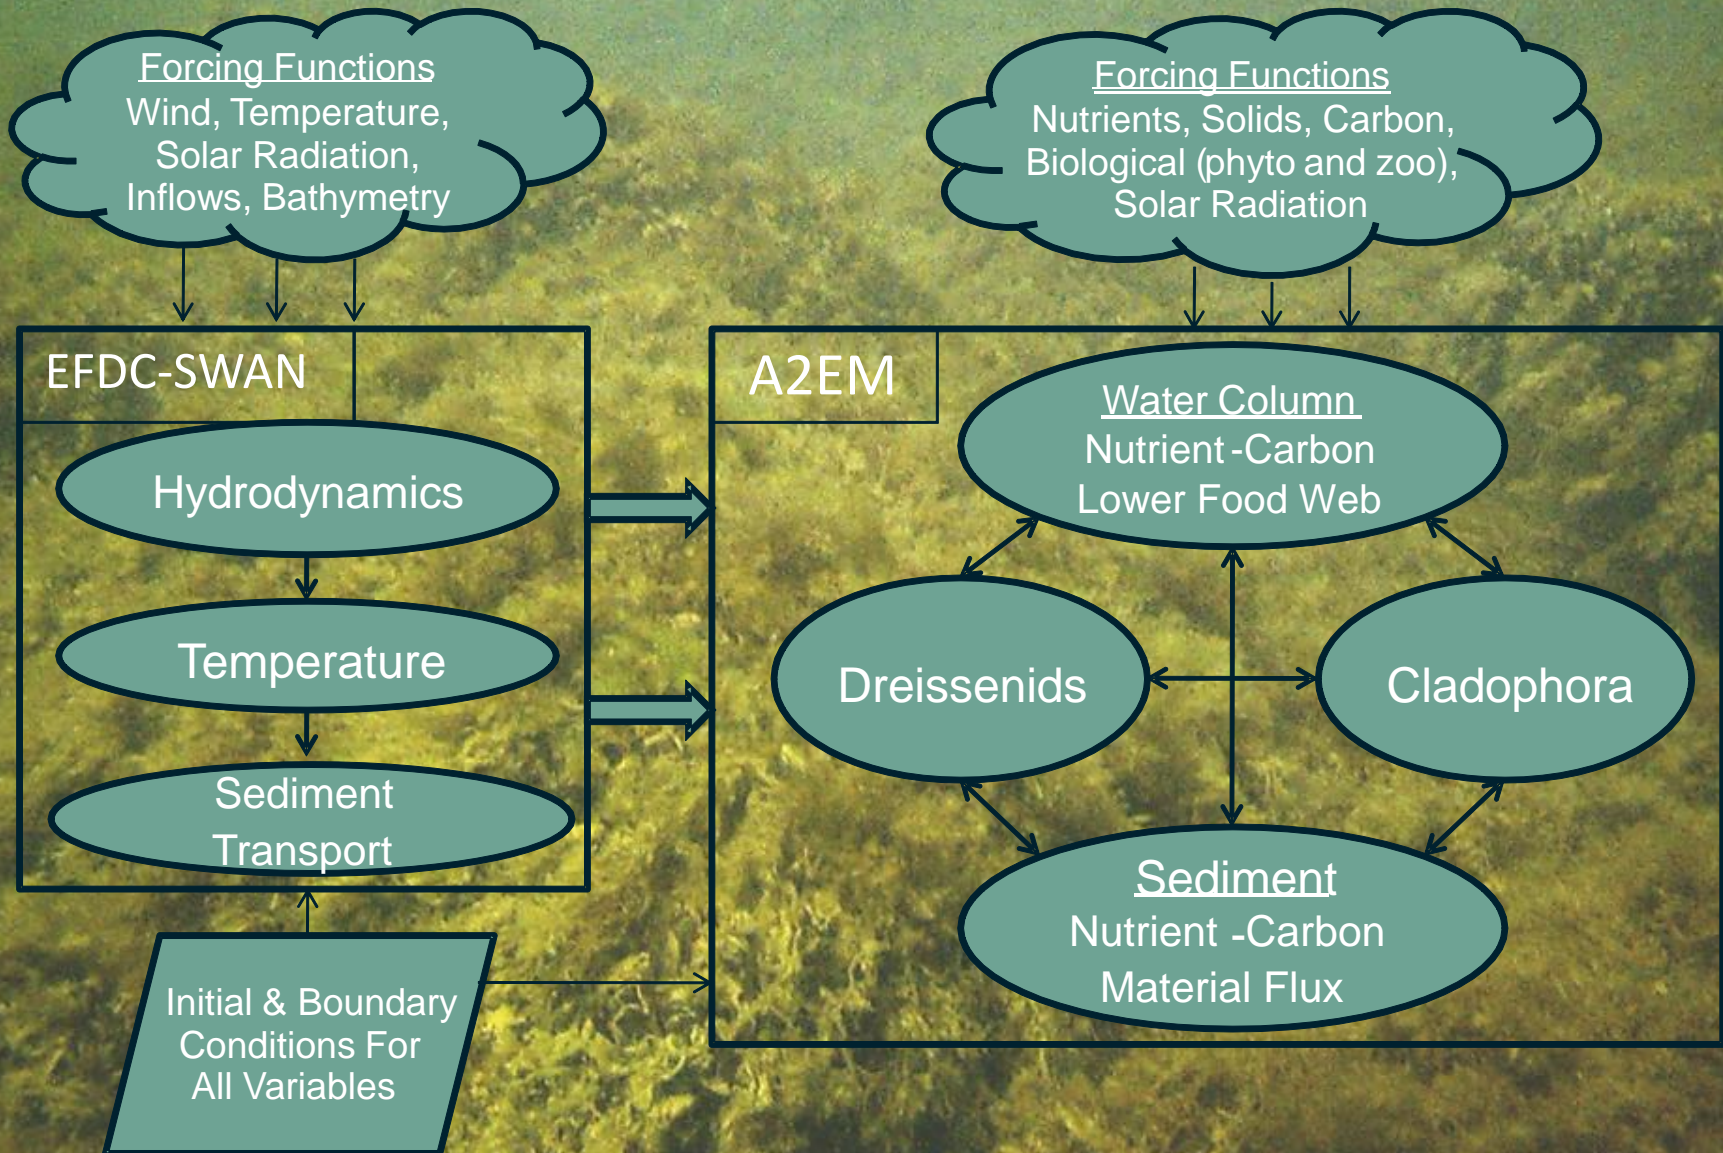 Forcing Functions
Wind, Temperature,
Solar Radiation,
Inflows, Bathymetry
Forcing Functions
Nutrients, Solids, Carbon,
Biological (phyto and zoo),
Solar Radiation
EFDC-SWAN
Hydrodynamics
Temperature
Sediment
Transport
A2EM
Water Column
Nutrient-Carbon
Lower Food Web
Dreissenids
Cladophora
Sediment
Nutrient -Carbon
Material Flux
Initial & Boundary
Conditions For
All Variables